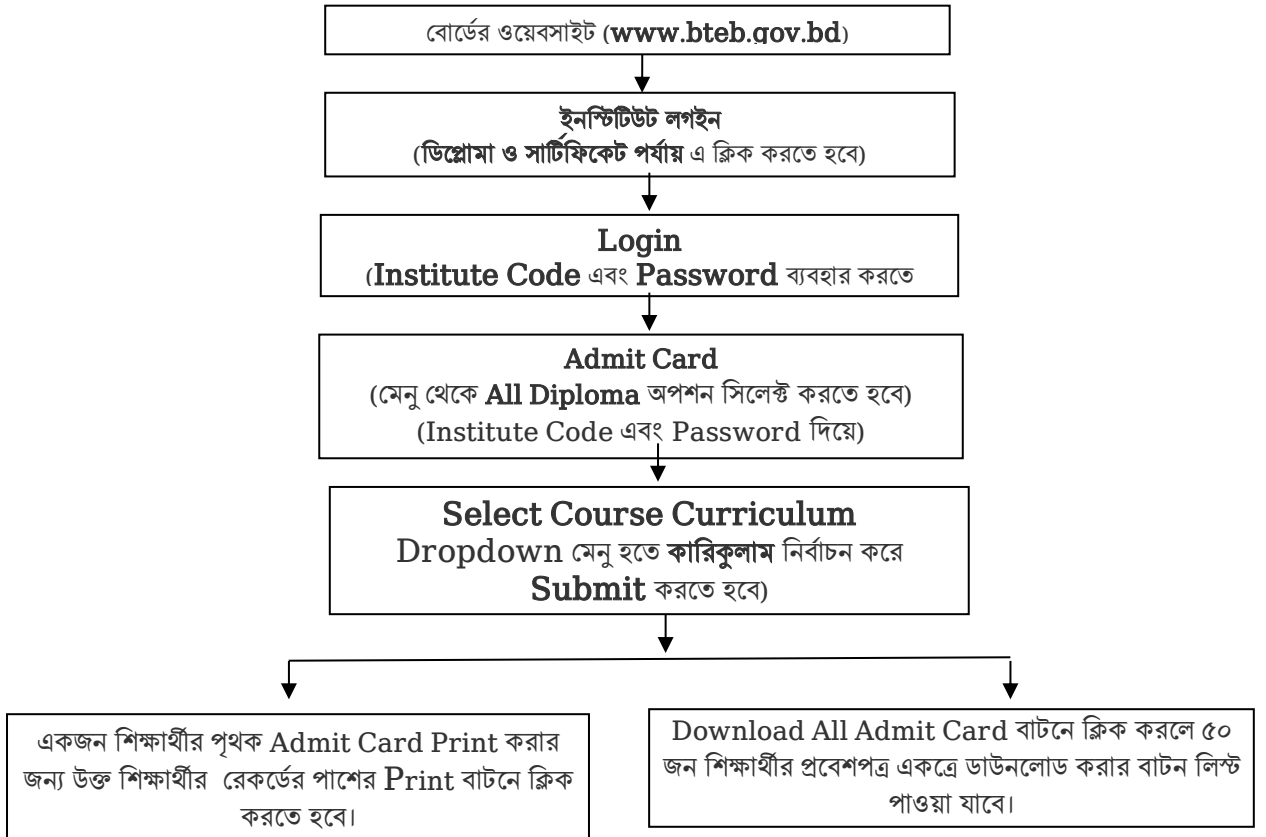 বোর্ডের ওয়েবসাইট (www.bteb.gov.bd)
ইনস্টিটিউট লগইন
(ডিপ্লোমা ও সার্টিফিকেট পর্যায় এ ক্লিক করতে হবে)
Login
(Institute Code এবং Password ব্যবহার করতে
Admit Card
(মেনু থেকে All Diploma অপশন সিলেক্ট করতে হবে)
(Institute Code এবং Password দিয়ে)
Select Course Curriculum
Dropdown মেনু হতে কারিকুলাম নির্বাচন করে
Submit করতে হবে)
একজন শিক্ষার্থীর পৃথক Admit Card Print করার
জন্য উক্ত শিক্ষার্থীর রেকর্ডের পাশের Print বাটনে ক্লিক
করতে হবে।
Download All Admit Card বাটনে ক্লিক করলে ৫০
জন শিক্ষার্থীর প্রবেশপত্র একত্রে ডাউনলোড করার বাটন লিস্ট
পাওয়া যাবে।